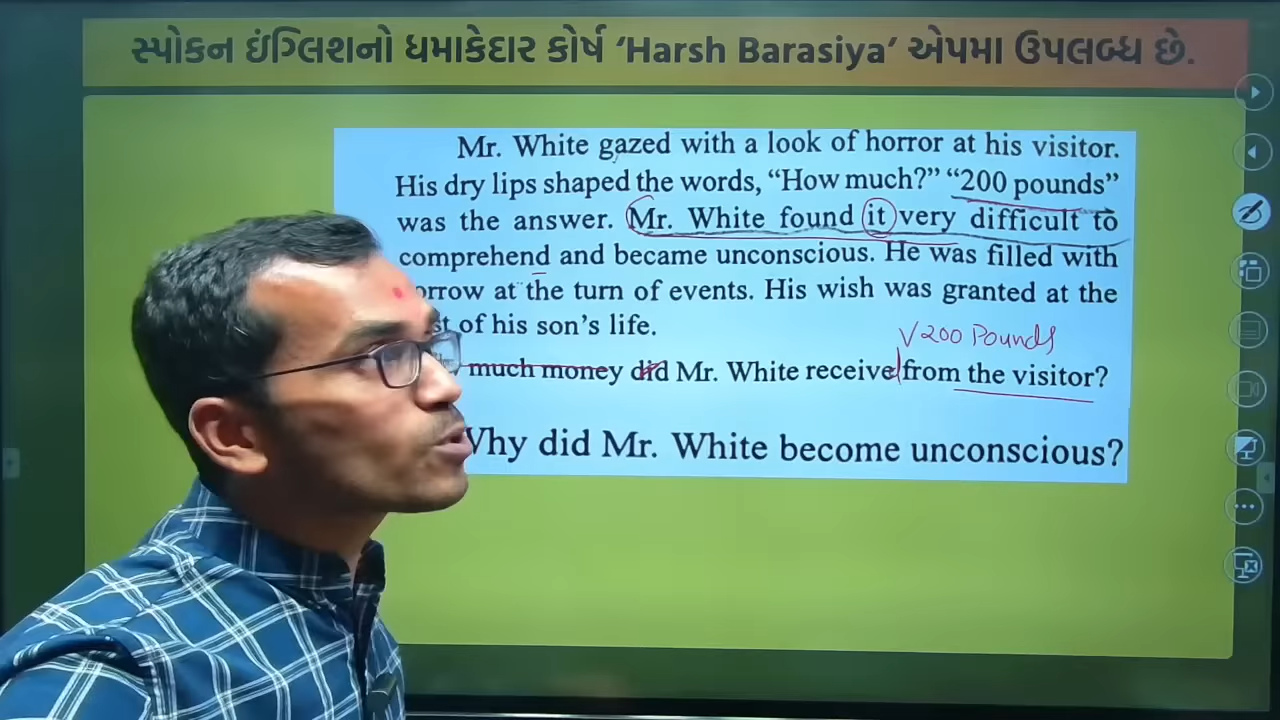 સ્પોકન ઇંગ્લિશનો ધમાકેદાર કોર્ષ ‘Harsh Barasiya’ એપમા ઉપલબ્ધ છે.
Mr. White gazed with a look of horror at his visitor.
His dry lips shaped the words, “How much?” “200 pounds”
was the answer. Mr. White found it very difficult to
comprehend and became unconscious. He was filled with
orrow at the turn of events. His wish was granted at the
st of his son’s life.
V200 Pounds
much money did Mr. White receive from the visitor?
Why did Mr. White become unconscious?